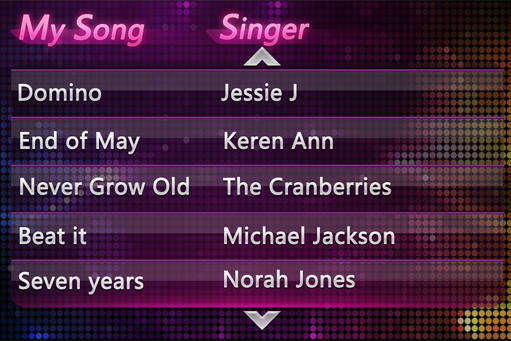 My Song Singer
Domino Jessie J
End of May Keren Ann
Never Grow Old The Cranberries
Beat it Michael Jackson
Seven years Norah Jones